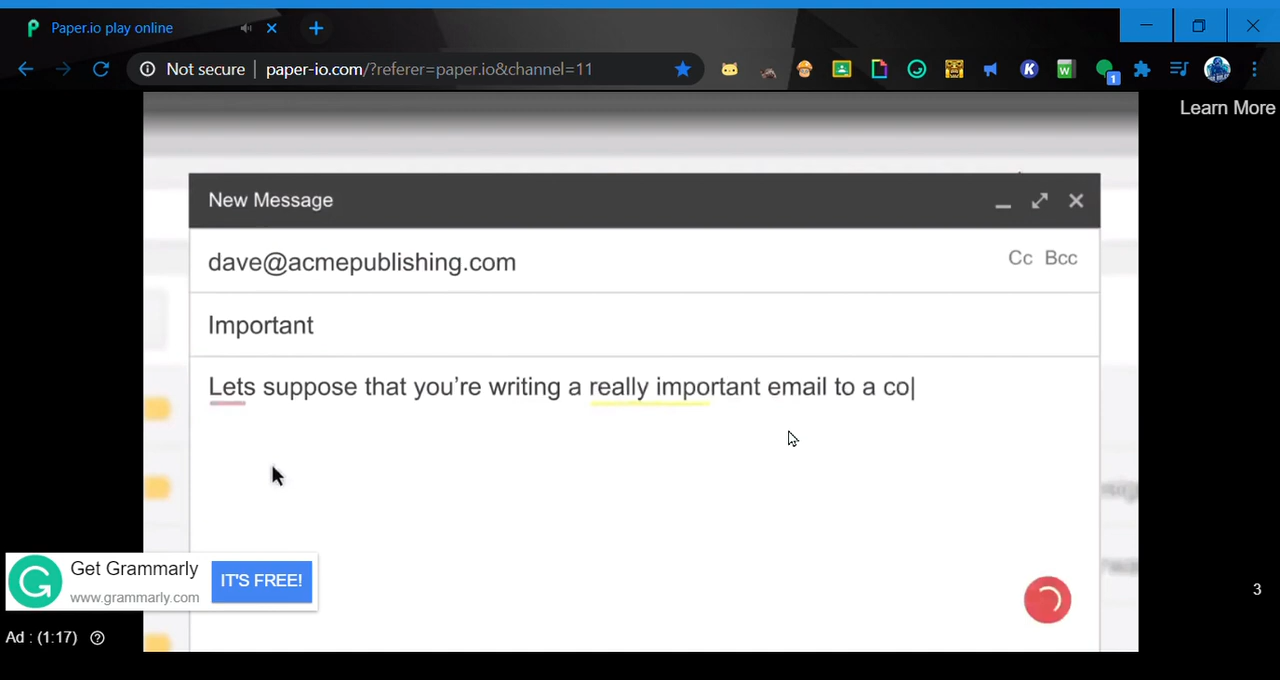 Paper.io play online
Not secure paper-io.com/?referer=paper.io&channel=11
K
w
1
Learn More
New Message
dave@acmepublishing.com Cc Bcc
Important
Lets suppose that you're writing a really important email to a co
Get Grammarly
www.grammarly.com
IT'S FREE!
3
Ad : (1:17)